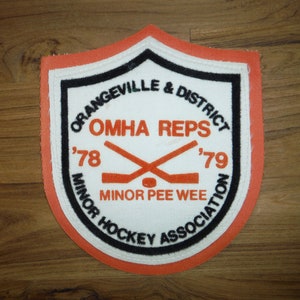 ORANGEVILLE & DISTRICT
OMHA REPS
'78 '79
MINOR PEE WEE
MINOR HOCKEY ASSOCIATION